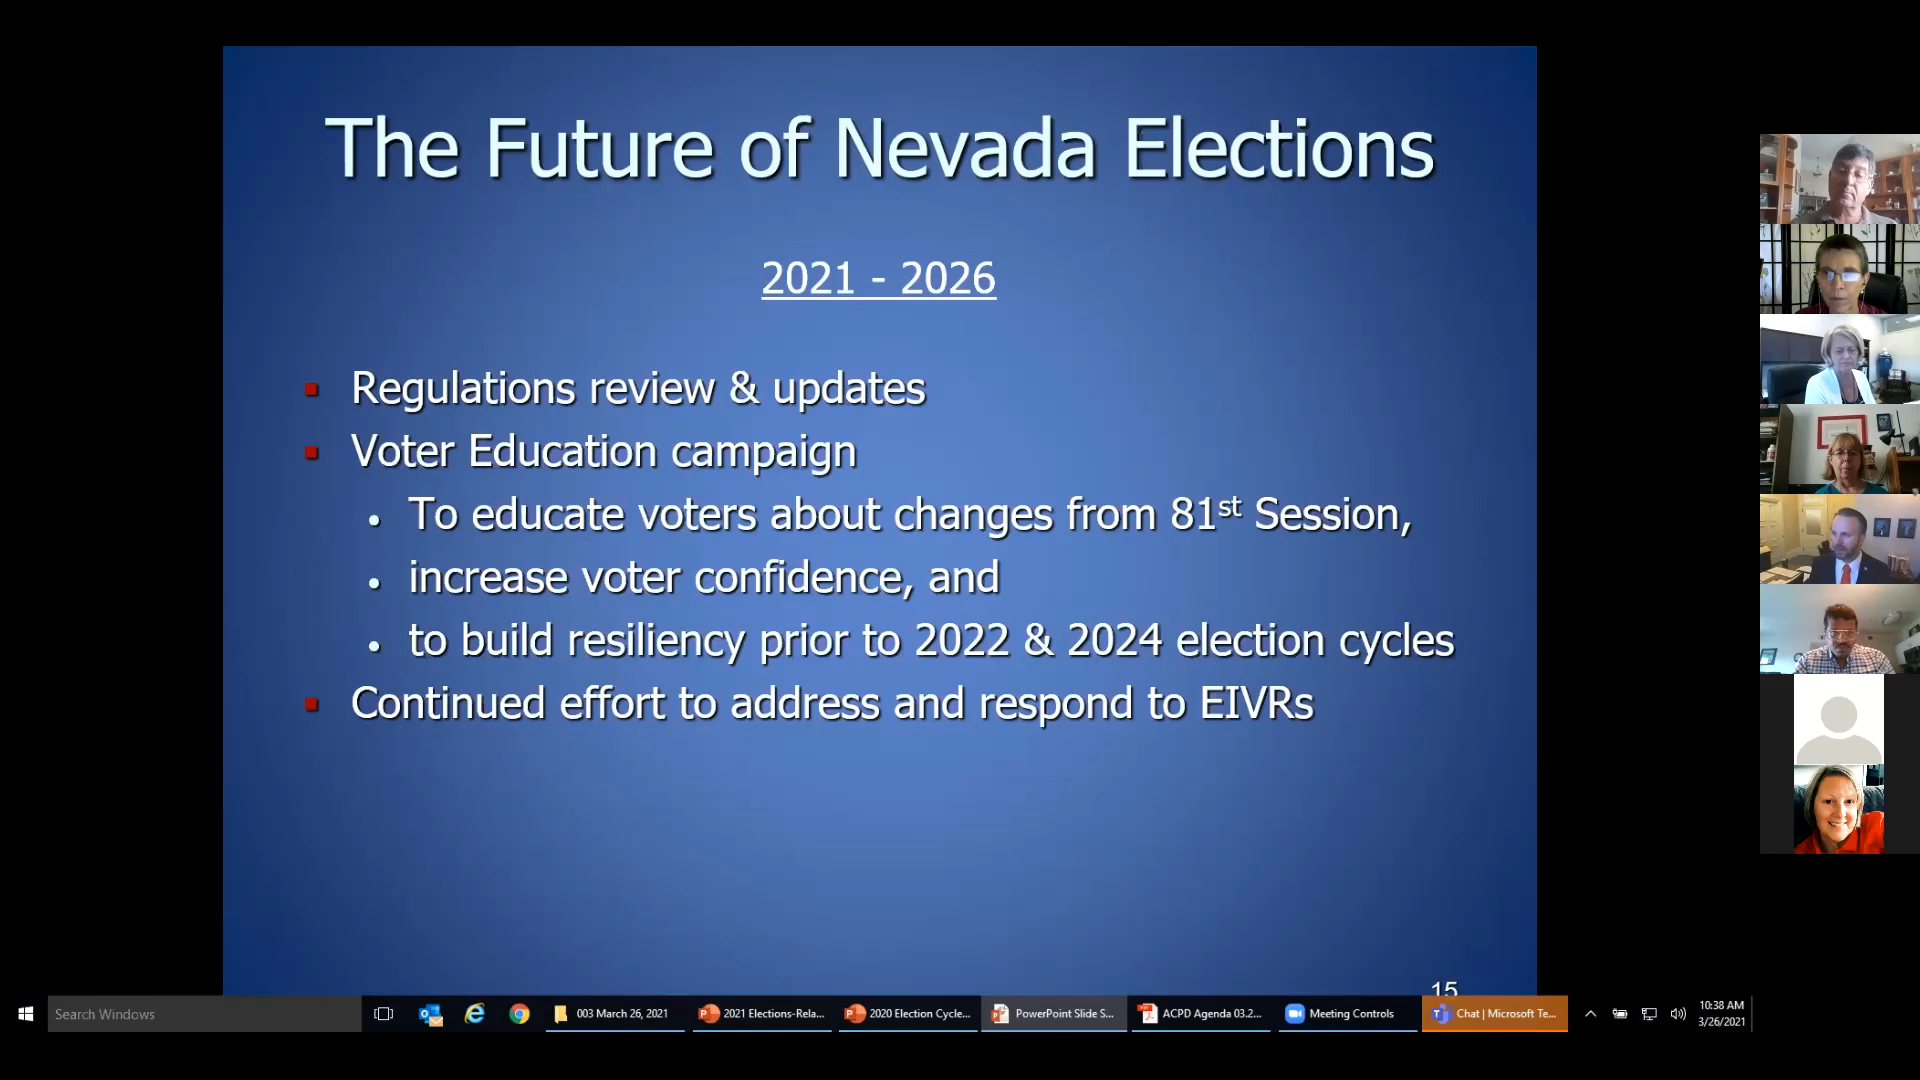 The Future of Nevada Elections
2021 - 2026
Regulations review & updates
Voter Education campaign
To educate voters about changes from 81st Session,
increase voter confidence, and
to build resiliency prior to 2022 & 2024 election cycles
Continued effort to address and respond to EIVRs
15
Search Windows
003 March 26, 2021
2021 Elections-Rela...
2020 Election Cycle...
PowerPoint Slide S...
ACPD Agenda 03.2...
Meeting Controls
Chat | Microsoft Te...
10:38 AM
3/26/2021